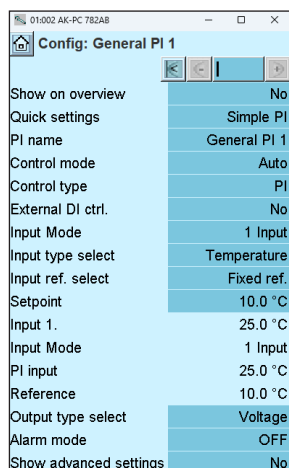 01:002 AK-PC 782AB
Config: General PI 1
Show on overview No
Quick settings Simple PI
PI name General PI 1
Control mode Auto
Control type PI
External DI ctrl. No
Input Mode 1 Input
Input type select Temperature
Input ref. select Fixed ref.
Setpoint 10.0 °C
Input 1. 25.0 °C
Input Mode 1 Input
PI input 25.0 °C
Reference 10.0 °C
Output type select Voltage
Alarm mode OFF
Show advanced settings No